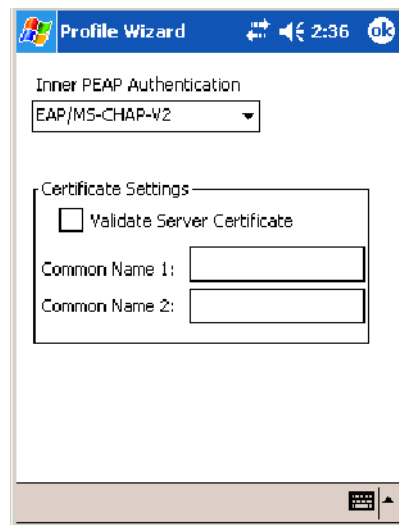 Profile Wizard 2:36 ok
Inner PEAP Authentication
EAP/MS-CHAP-V2
Certificate Settings
Validate Server Certificate
Common Name 1:
Common Name 2: